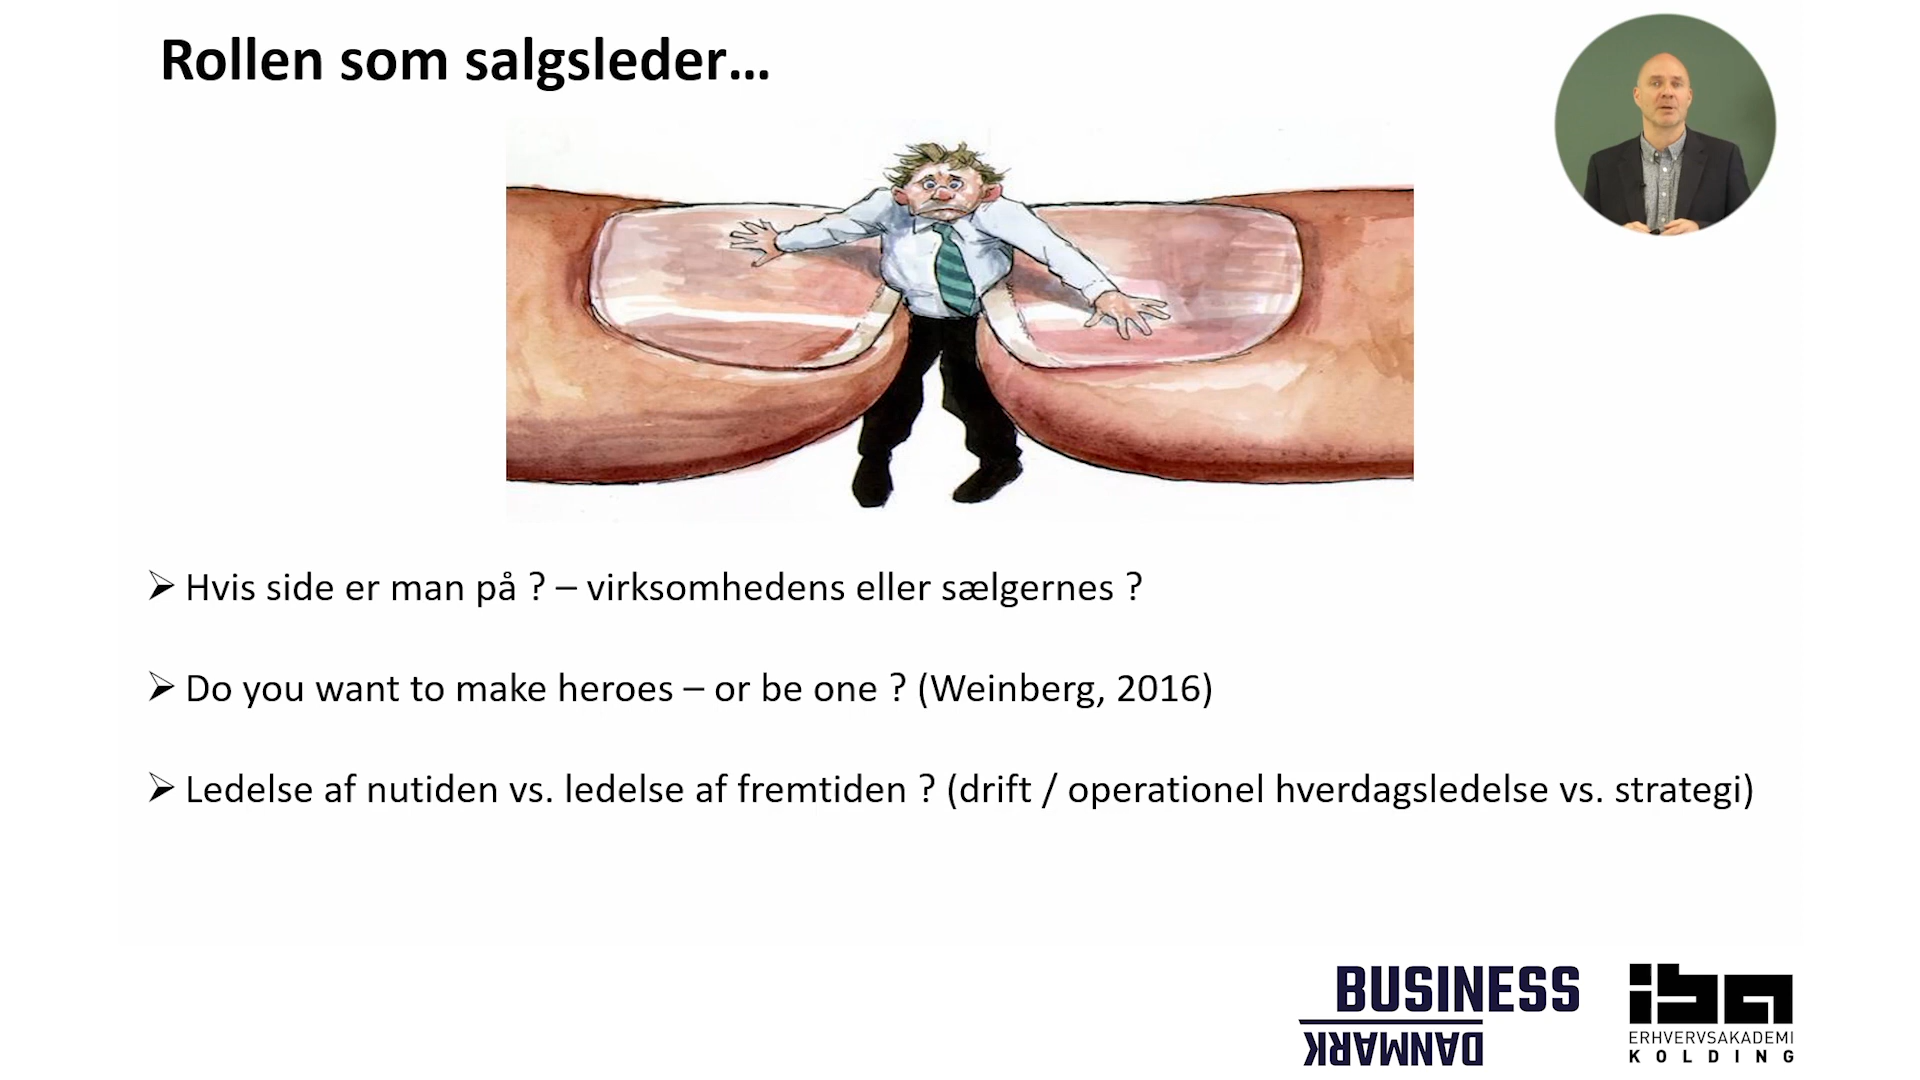 Rollen som salgsleder…
➢ Hvis side er man på ? – virksomhedens eller sælgernes ?
➢ Do you want to make heroes – or be one ? (Weinberg, 2016)
➢ Ledelse af nutiden vs. ledelse af fremtiden ? (drift / operationel hverdagsledelse vs. strategi)
BUSINESS
DANMARK
iba
ERHVERVSAKADEMI
KOLDING